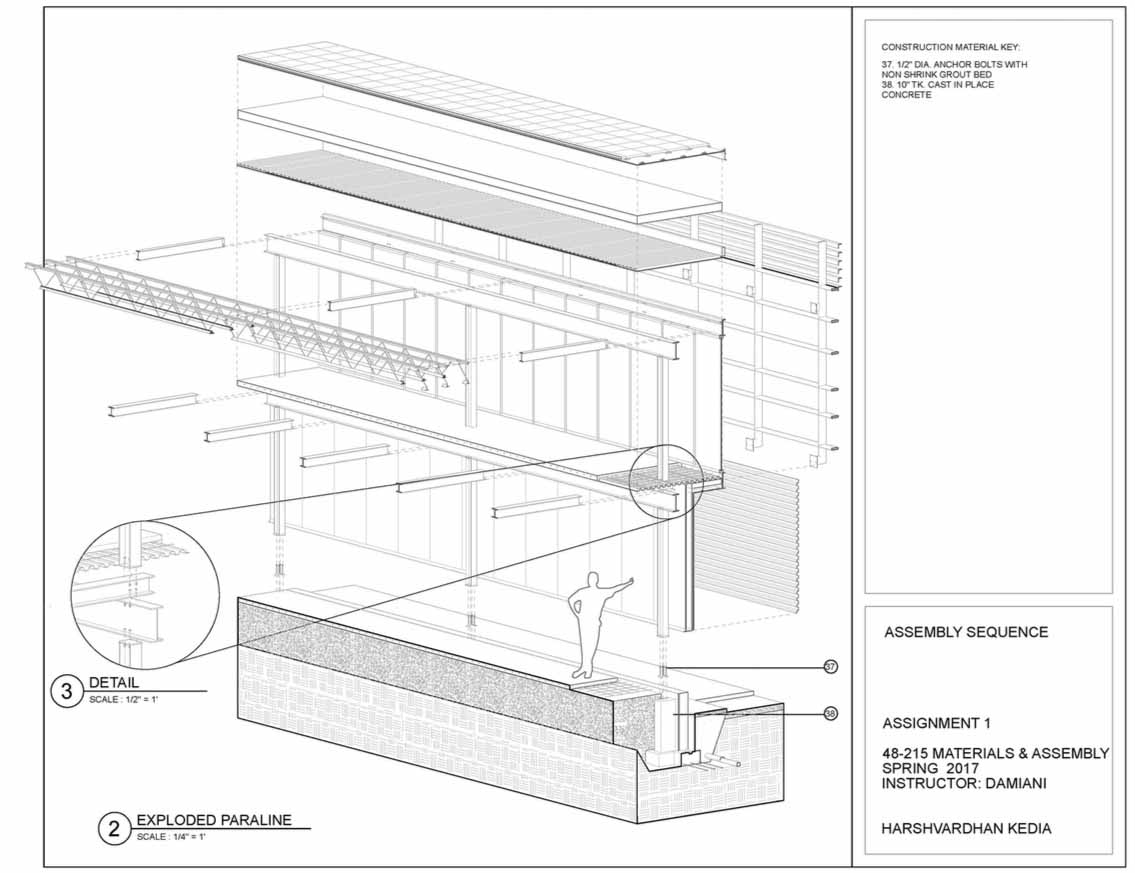 CONSTRUCTION MATERIAL KEY:
37. 1/2" DIA. ANCHOR BOLTS WITH
NON SHRINK GROUT BED
38. 10" TK. CAST IN PLACE
CONCRETE
37
38
3
DETAIL
SCALE : 1/2" = 1'
2
EXPLODED PARALINE
SCALE : 1/4" = 1'
ASSEMBLY SEQUENCE
ASSIGNMENT 1
48-215 MATERIALS & ASSEMBLY
SPRING 2017
INSTRUCTOR: DAMIANI
HARSHVARDHAN KEDIA